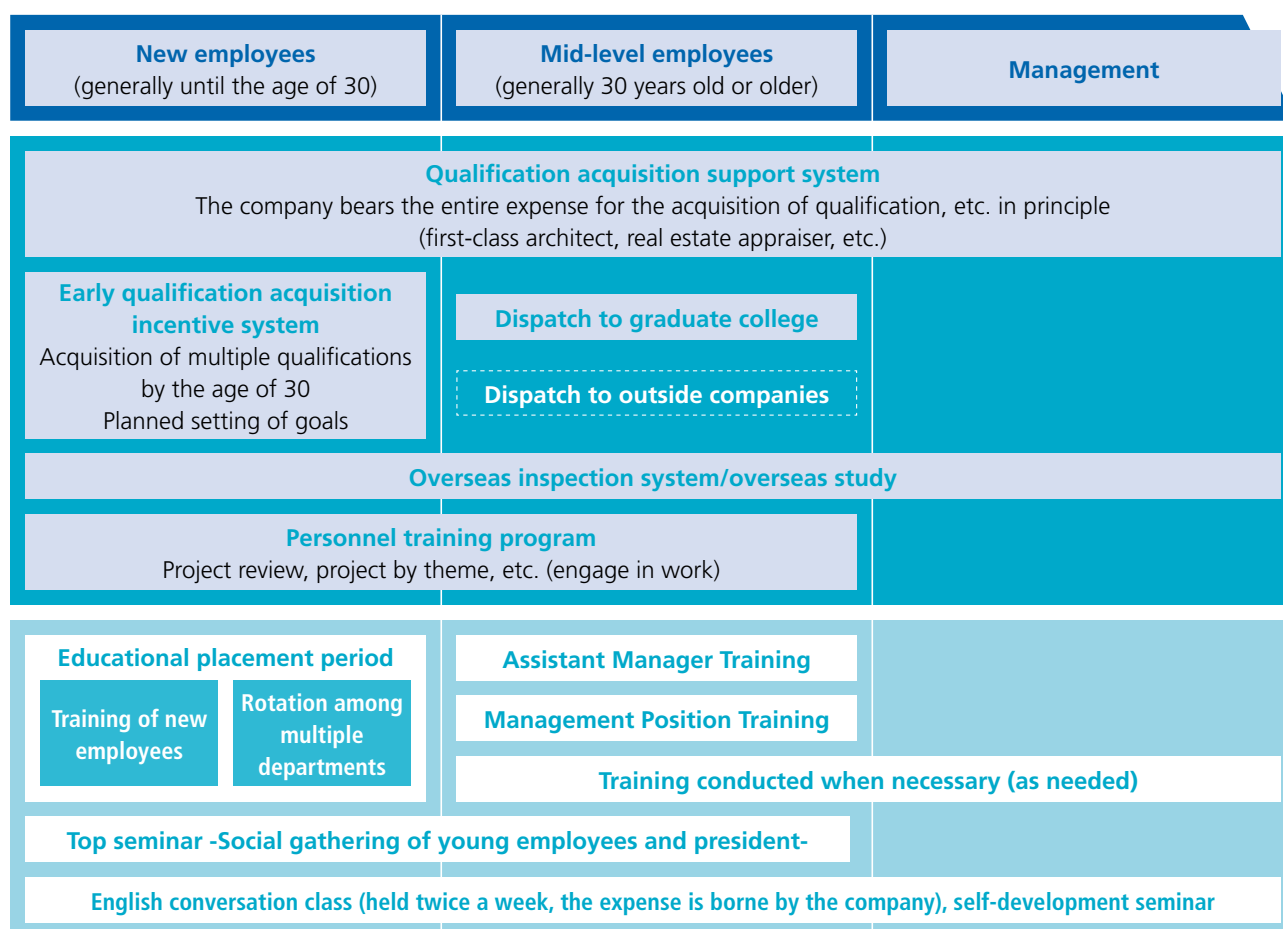 New employees
(generally until the age of 30)
Mid-level employees
(generally 30 years old or older)
Management
Qualification acquisition support system
The company bears the entire expense for the acquisition of qualification, etc. in principle
(first-class architect, real estate appraiser, etc.)
Early qualification acquisition
incentive system
Acquisition of multiple qualifications
by the age of 30
Planned setting of goals
Dispatch to graduate college
Dispatch to outside companies
Overseas inspection system/overseas study
Personnel training program
Project review, project by theme, etc. (engage in work)
Educational placement period
Training of new
employees
Rotation among
multiple
departments
Assistant Manager Training
Management Position Training
Training conducted when necessary (as needed)
Top seminar -Social gathering of young employees and president-
English conversation class (held twice a week, the expense is borne by the company), self-development seminar